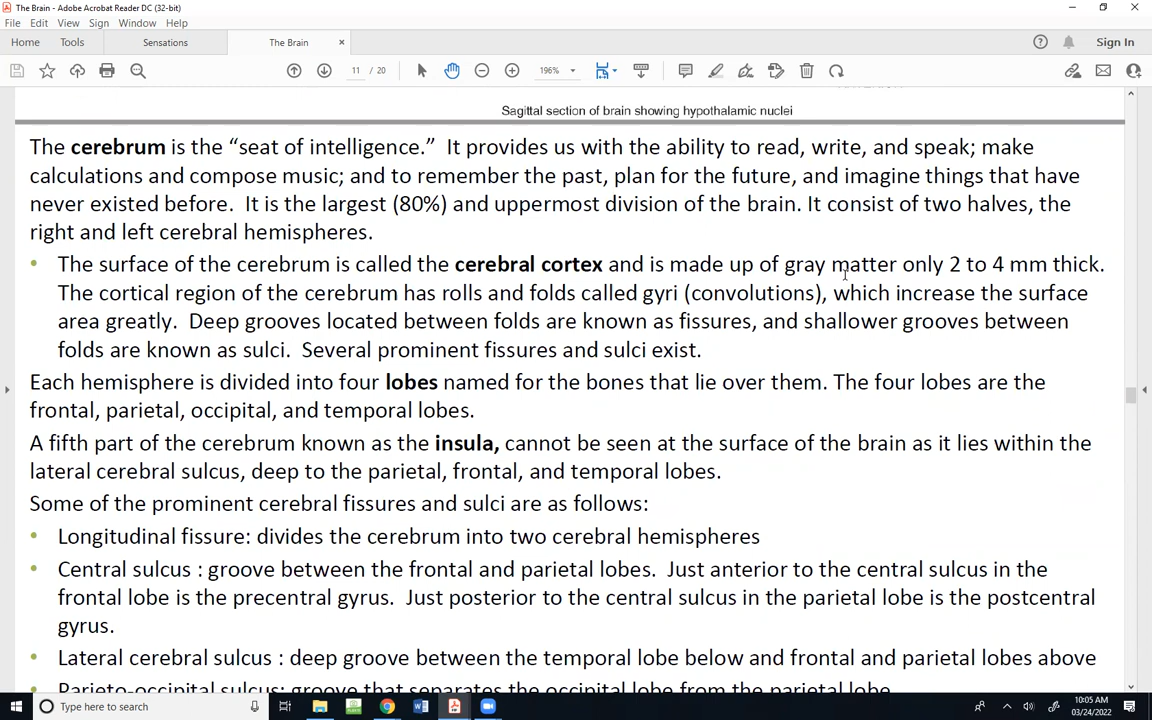 The Brain - Adobe Acrobat Reader DC (32-bit)
File Edit View Sign Window Help
Home Tools Sensations The Brain × Sign In
11 / 20 196%
Sagittal section of brain showing hypothalamic nuclei
The cerebrum is the “seat of intelligence.” It provides us with the ability to read, write, and speak; make
calculations and compose music; and to remember the past, plan for the future, and imagine things that have
never existed before. It is the largest (80%) and uppermost division of the brain. It consist of two halves, the
right and left cerebral hemispheres.
• The surface of the cerebrum is called the cerebral cortex and is made up of gray matter only 2 to 4 mm thick.
The cortical region of the cerebrum has rolls and folds called gyri (convolutions), which increase the surface
area greatly. Deep grooves located between folds are known as fissures, and shallower grooves between
folds are known as sulci. Several prominent fissures and sulci exist.
Each hemisphere is divided into four lobes named for the bones that lie over them. The four lobes are the
frontal, parietal, occipital, and temporal lobes.
A fifth part of the cerebrum known as the insula, cannot be seen at the surface of the brain as it lies within the
lateral cerebral sulcus, deep to the parietal, frontal, and temporal lobes.
Some of the prominent cerebral fissures and sulci are as follows:
• Longitudinal fissure: divides the cerebrum into two cerebral hemispheres
• Central sulcus : groove between the frontal and parietal lobes. Just anterior to the central sulcus in the
frontal lobe is the precentral gyrus. Just posterior to the central sulcus in the parietal lobe is the postcentral
gyrus.
• Lateral cerebral sulcus : deep groove between the temporal lobe below and frontal and parietal lobes above
• Parieto-occipital sulcus: groove that separates the occipital lobe from the parietal lobe
Type here to search
10:05 AM
03/24/2022